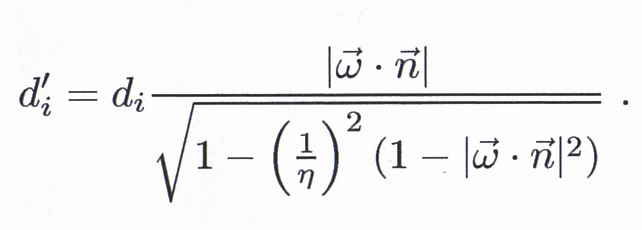 $d_i' = d_i \frac{|\vec{\omega} \cdot \vec{n}|}{\sqrt{1 - \left(\frac{1}{\eta}\right)^2 (1 - |\vec{\omega} \cdot \vec{n}|^2)}} .$